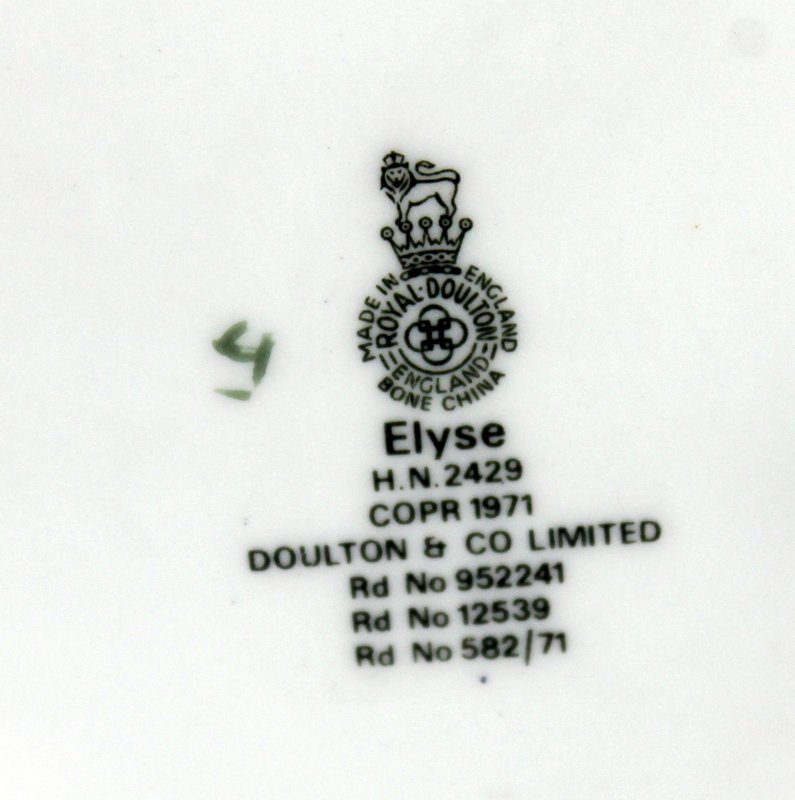 MADE IN ENGLAND
ROYAL·DOULTON
ENGLAND
BONE CHINA
Elyse
H.N.2429
COPR 1971
DOULTON & CO LIMITED
Rd No 952241
Rd No 12539
Rd No 582/71